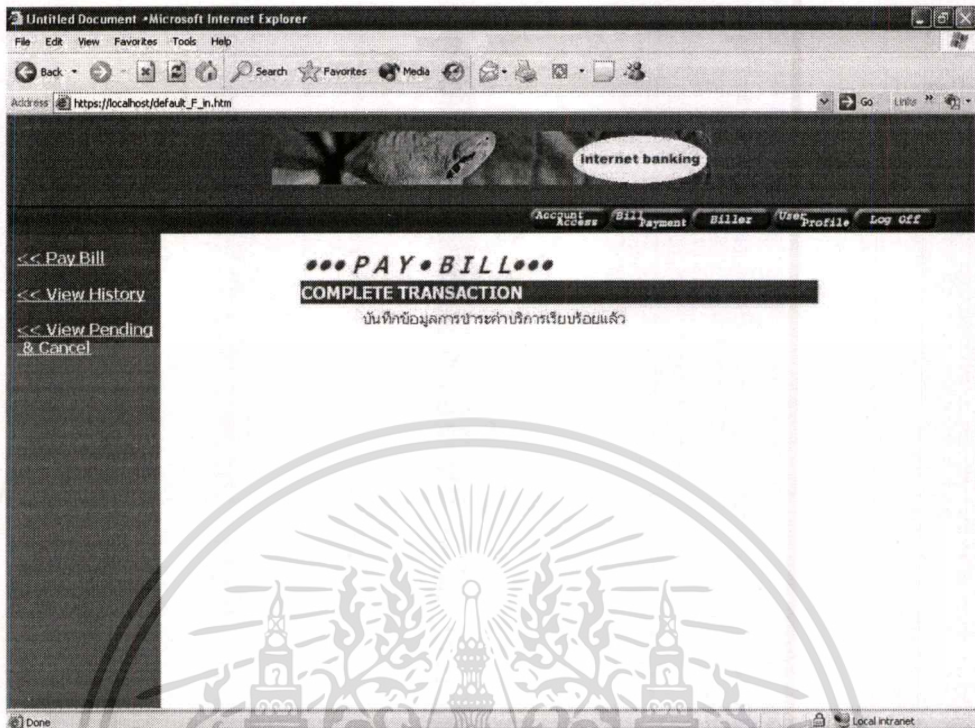 Untitled Document - Microsoft Internet Explorer
File Edit View Favorites Tools Help
Back Search Favorites Media
Address https://localhost/default_F_in.htm Go Links »
internet banking
Account Access Bill Payment Biller User Profile Log Off
<< Pay Bill
<< View History
<< View Pending
& Cancel
•••PAY•BILL•••
COMPLETE TRANSACTION
บันทึกข้อมูลการชำระค่าบริการเรียบร้อยแล้ว
Done Local intranet